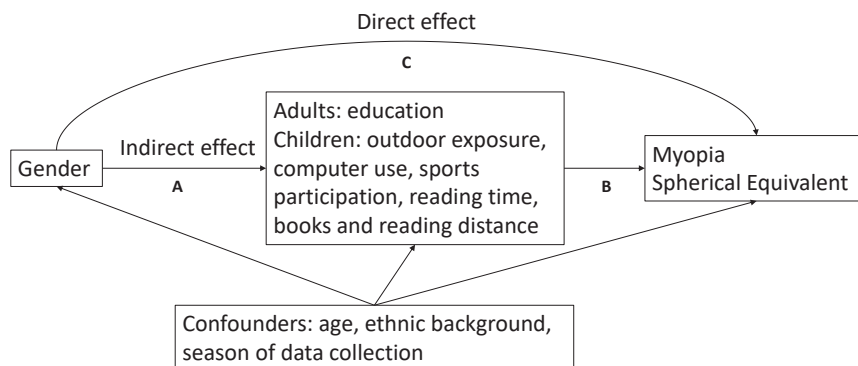 Direct effect
C
Adults: education
Children: outdoor exposure,
computer use, sports
participation, reading time,
books and reading distance
Indirect effect
Gender
A
B
Myopia
Spherical Equivalent
Confounders: age, ethnic background,
season of data collection